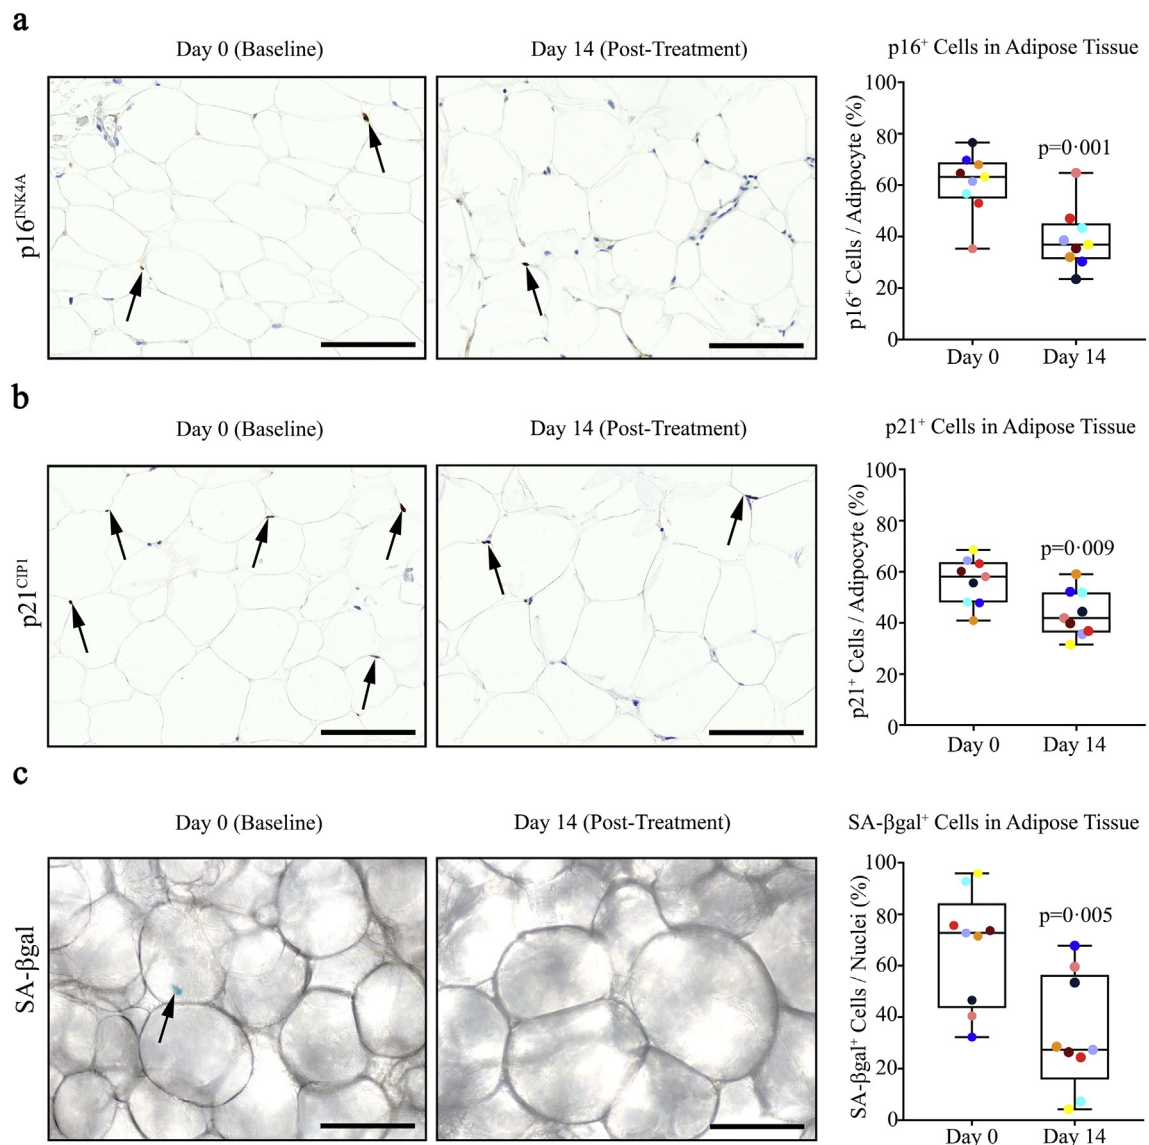 a
Day 0 (Baseline)
Day 14 (Post-Treatment)
p16⁺ Cells in Adipose Tissue
p16ᴵᴺᴷ⁴ᴬ
p16⁺ Cells / Adipocyte (%)
100
80
60
40
20
0
p=0·001
Day 0
Day 14
b
Day 0 (Baseline)
Day 14 (Post-Treatment)
p21⁺ Cells in Adipose Tissue
p21ᶜᴵᴾ¹
p21⁺ Cells / Adipocyte (%)
100
80
60
40
20
0
p=0·009
Day 0
Day 14
c
Day 0 (Baseline)
Day 14 (Post-Treatment)
SA-βgal⁺ Cells in Adipose Tissue
SA-βgal
SA-βgal⁺ Cells / Nuclei (%)
100
80
60
40
20
0
p=0·005
Day 0
Day 14